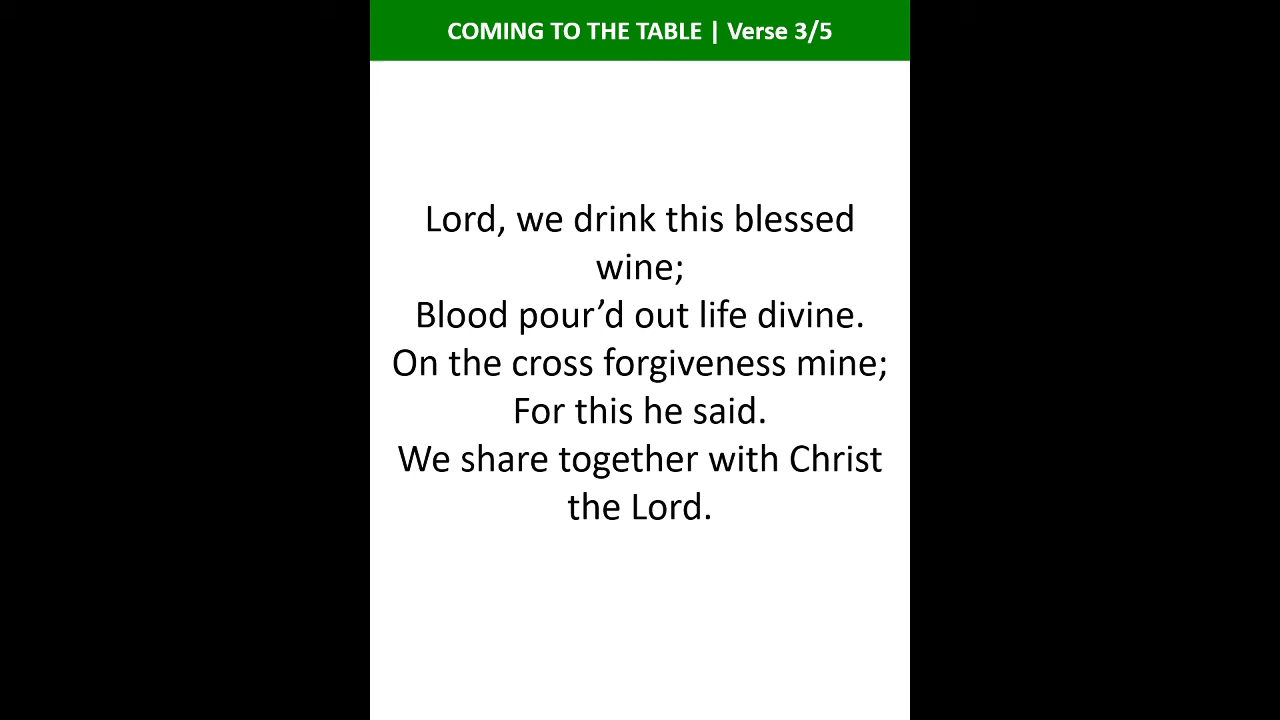 COMING TO THE TABLE | Verse 3/5
Lord, we drink this blessed
wine;
Blood pour’d out life divine.
On the cross forgiveness mine;
For this he said.
We share together with Christ
the Lord.